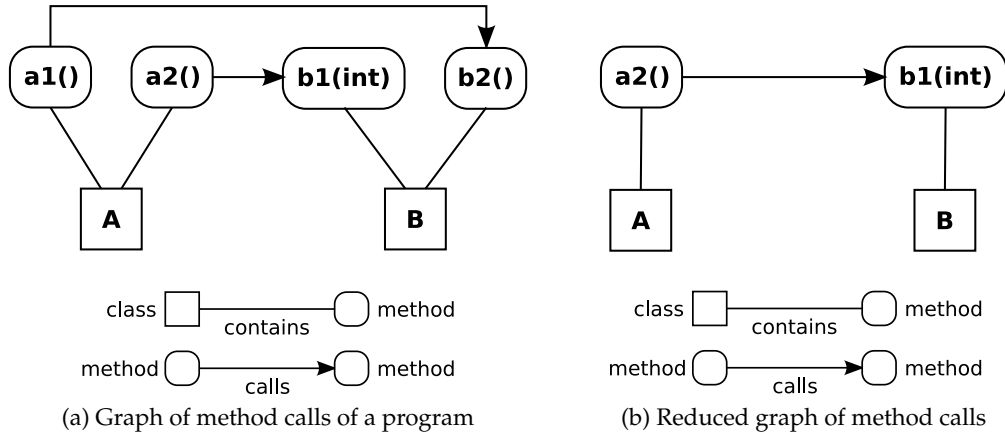 a1()
a2()
b1(int)
b2()
A
B
class
contains
method
method
calls
method
(a) Graph of method calls of a program
a2()
b1(int)
A
B
class
contains
method
method
calls
method
(b) Reduced graph of method calls